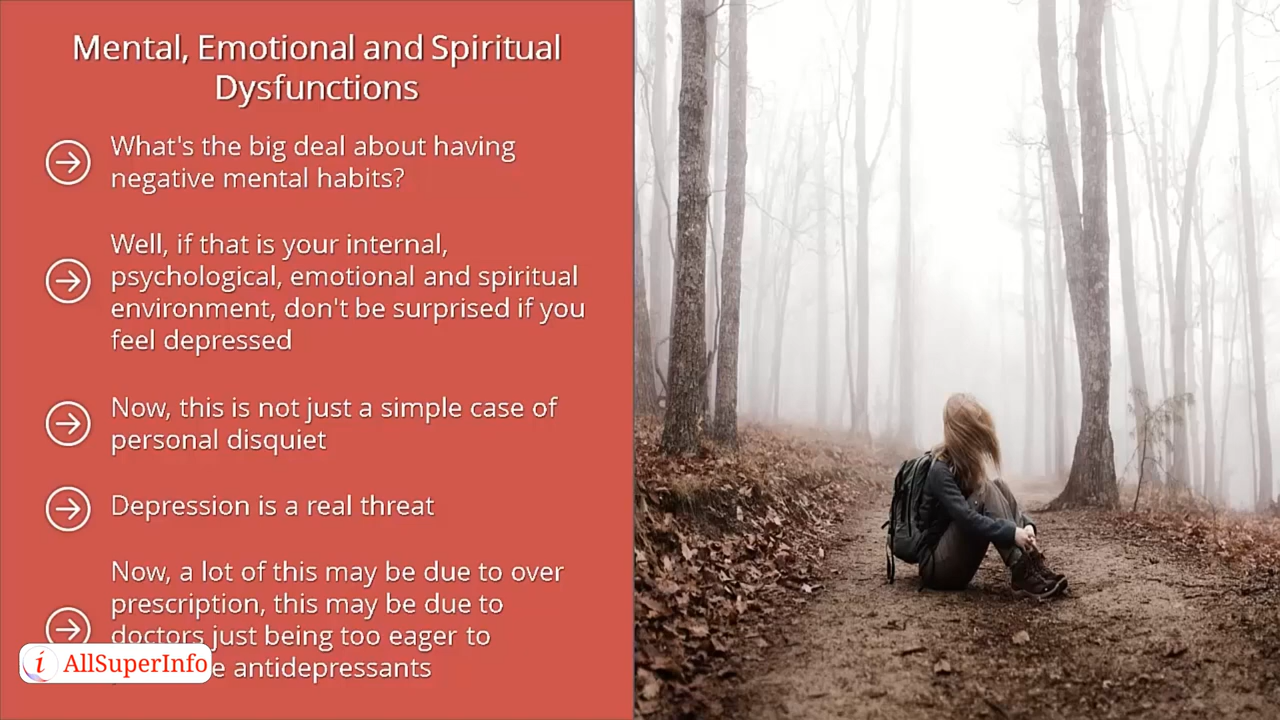 Mental, Emotional and Spiritual
Dysfunctions
What's the big deal about having
negative mental habits?
Well, if that is your internal,
psychological, emotional and spiritual
environment, don't be surprised if you
feel depressed
Now, this is not just a simple case of
personal disquiet
Depression is a real threat
Now, a lot of this may be due to over
prescription, this may be due to
doctors just being too eager to
antidepressants
i AllSuperInfo